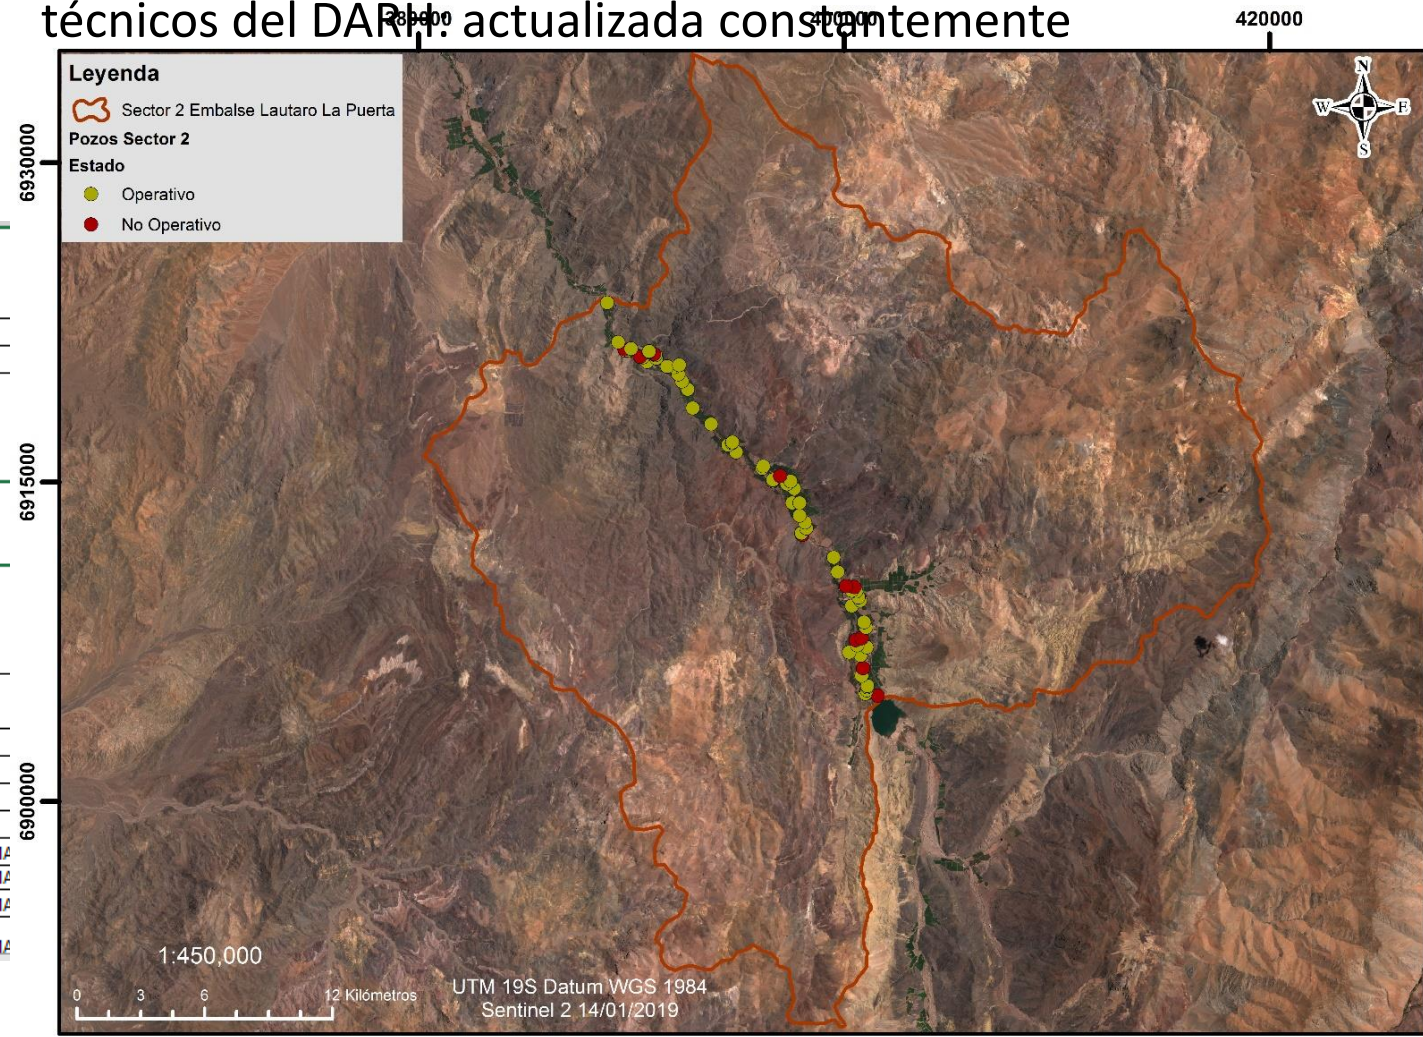 técnicos del DARH: actualizada constantemente
380000
400000
420000
Leyenda
Sector 2 Embalse Lautaro La Puerta
Pozos Sector 2
Estado
Operativo
No Operativo
N
W
E
S
6930000
6915000
6900000
1:450,000
0 3 6 12 Kilómetros
UTM 19S Datum WGS 1984
Sentinel 2 14/01/2019